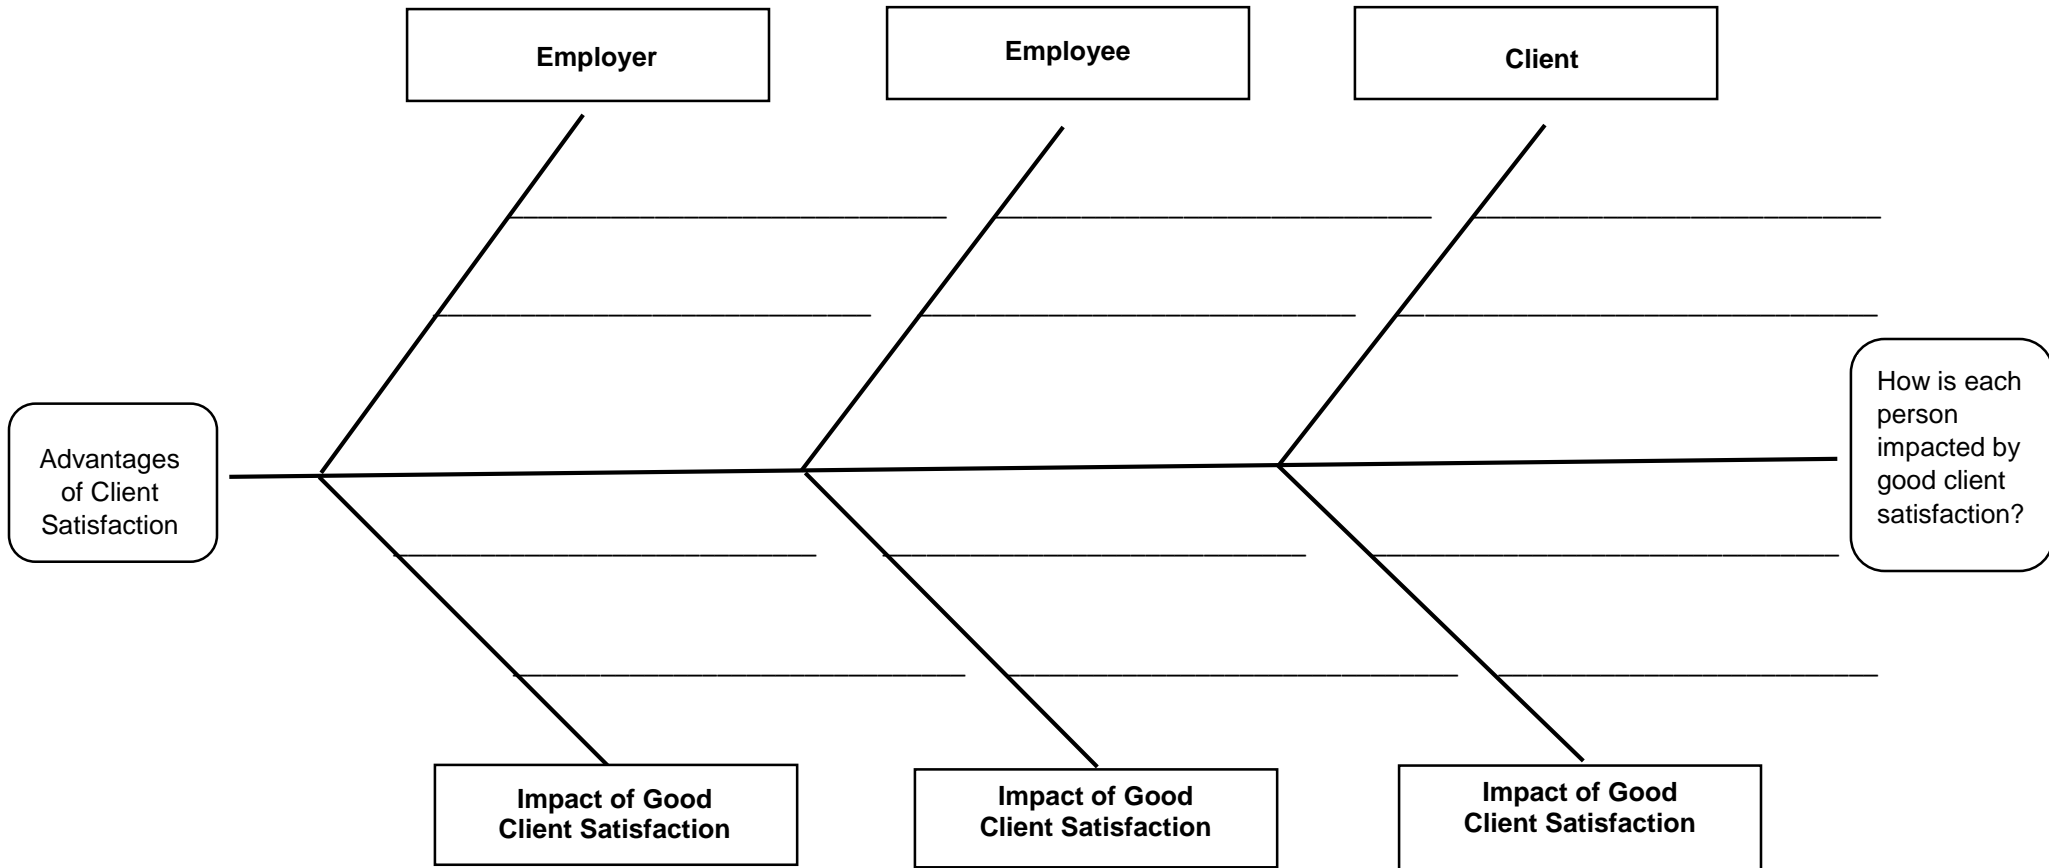 Employer
Employee
Client
Advantages
of Client
Satisfaction
How is each
person
impacted by
good client
satisfaction?
Impact of Good
Client Satisfaction
Impact of Good
Client Satisfaction
Impact of Good
Client Satisfaction